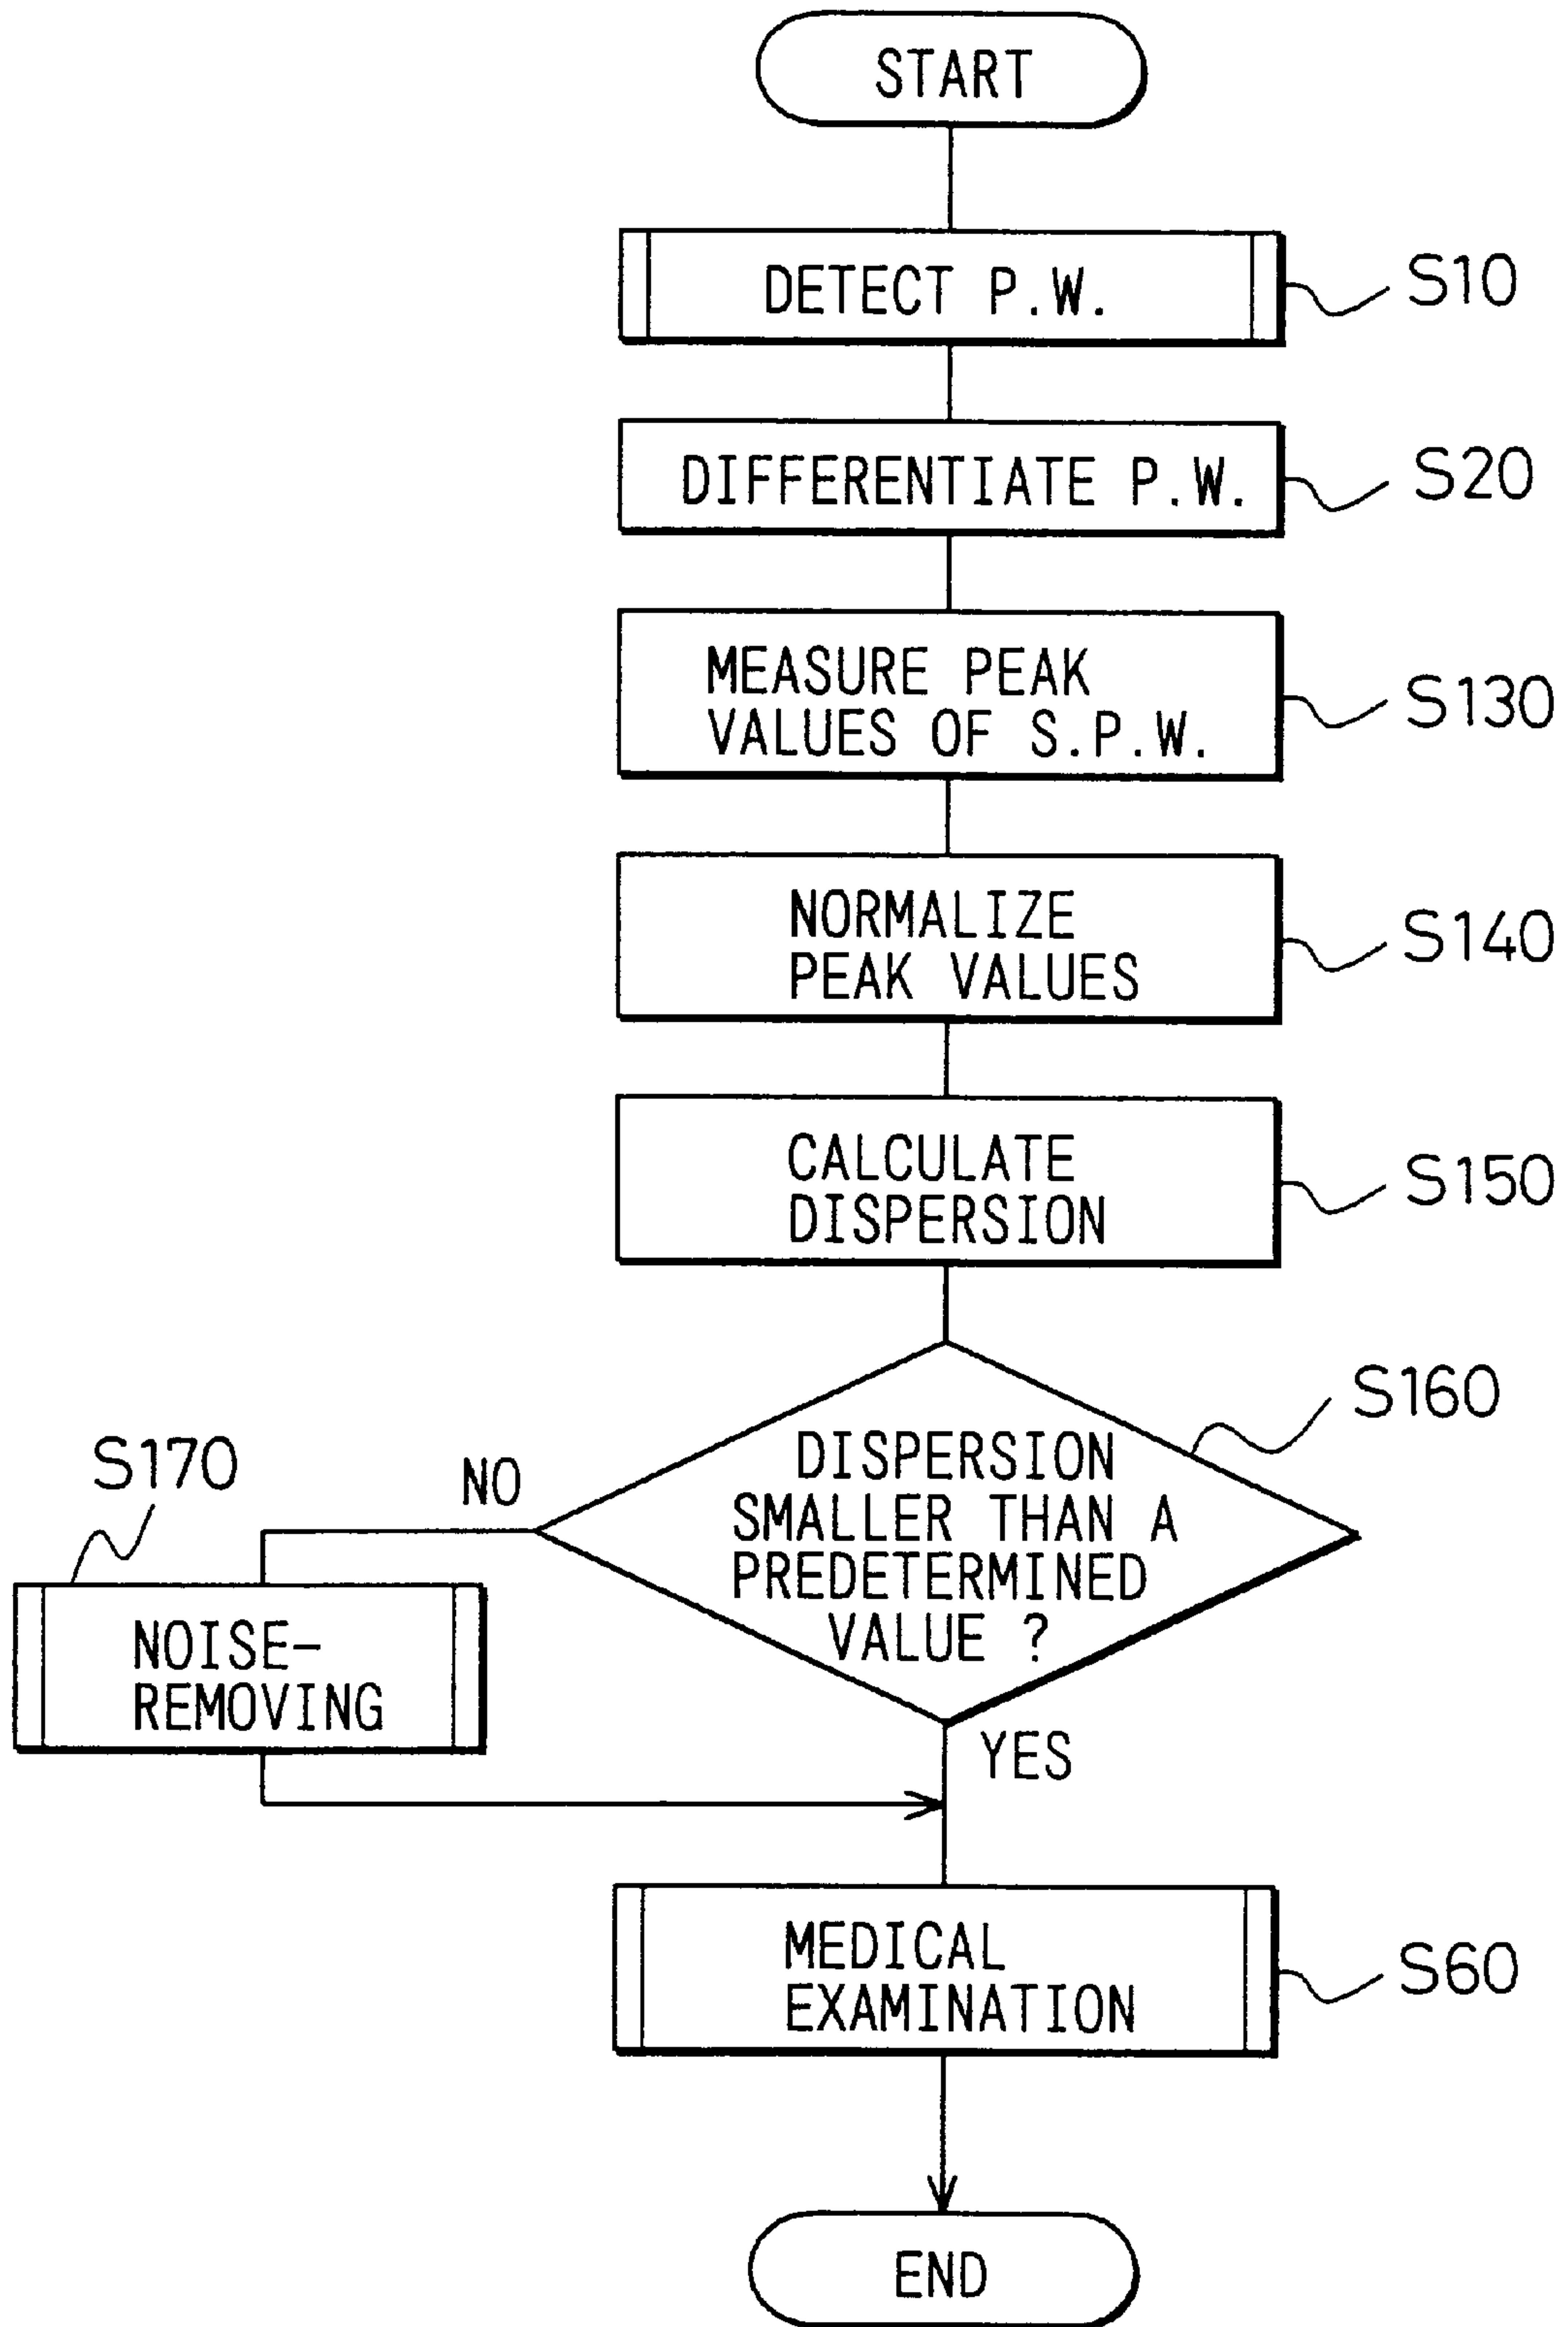 START
DETECT P.W.
S10
DIFFERENTIATE P.W.
S20
MEASURE PEAK
VALUES OF S.P.W.
S130
NORMALIZE
PEAK VALUES
S140
CALCULATE
DISPERSION
S150
DISPERSION
SMALLER THAN A
PREDETERMINED
VALUE ?
S160
NO
S170
NOISE-
REMOVING
YES
MEDICAL
EXAMINATION
S60
END